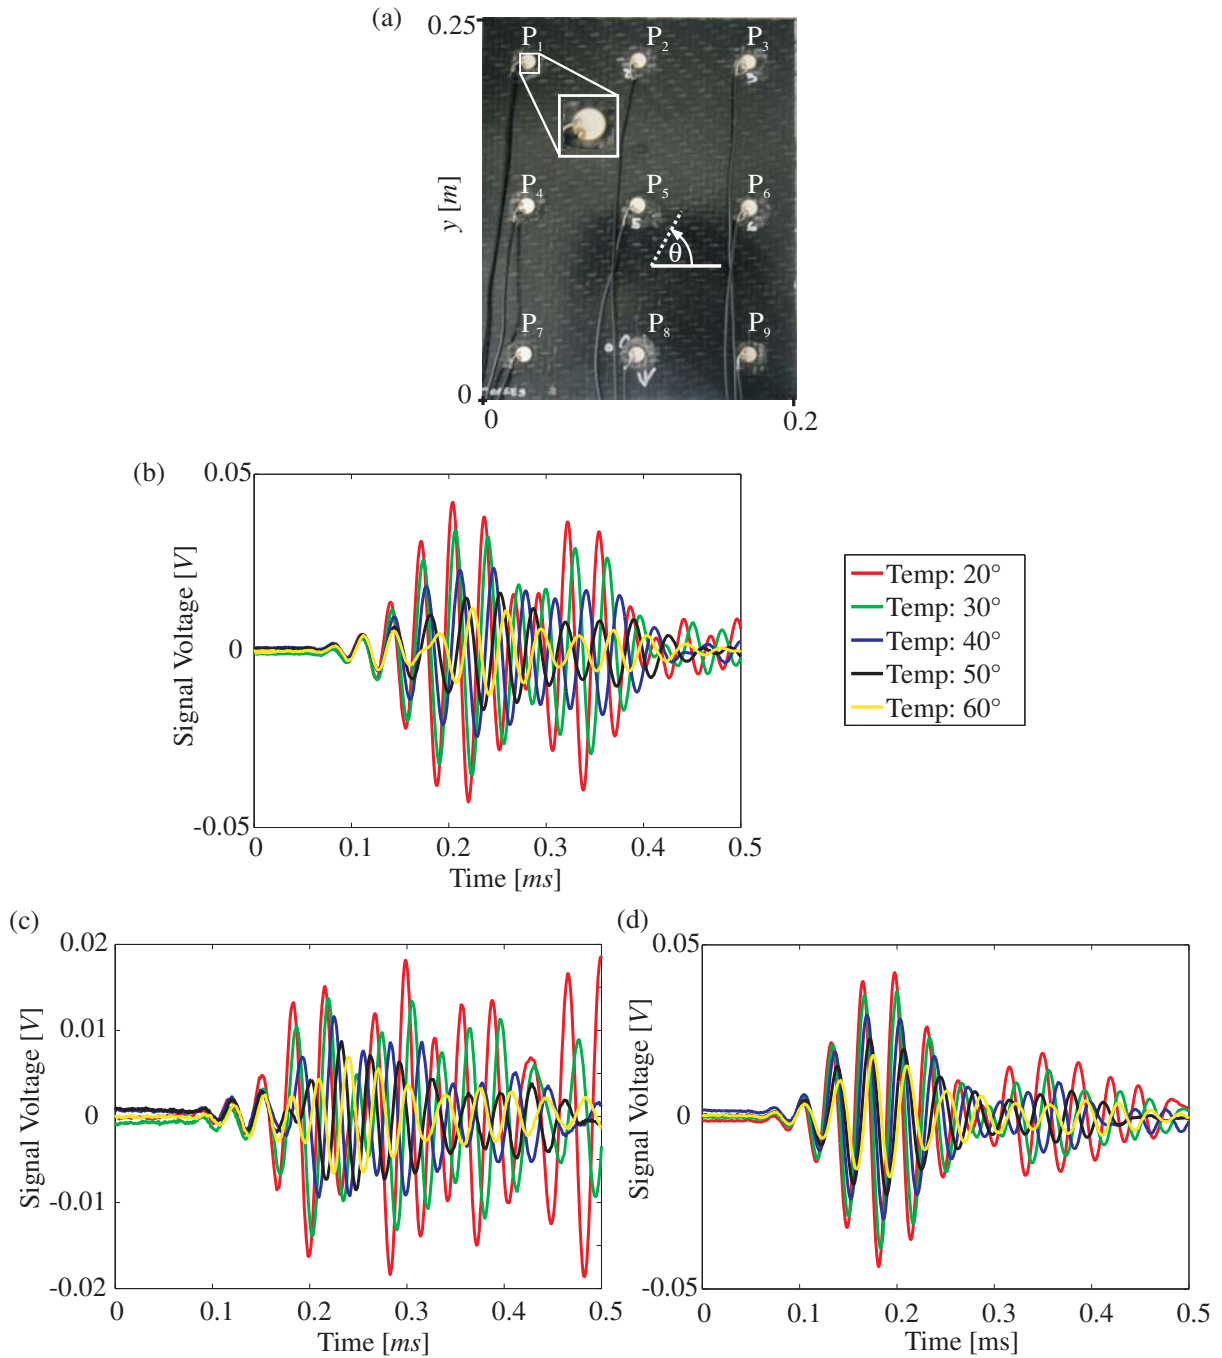 (a)
0.25
P1 P2 P3
P4 P5 P6
y [m]
5 6
θ
P7 P8 P9
0
0 0.2
(b)
0.05
0
-0.05
Signal Voltage [V]
0 0.1 0.2 0.3 0.4 0.5
Time [ms]
Temp: 20°
Temp: 30°
Temp: 40°
Temp: 50°
Temp: 60°
(c)
0.02
0.01
0
-0.01
-0.02
Signal Voltage [V]
0 0.1 0.2 0.3 0.4 0.5
Time [ms]
(d)
0.05
0
-0.05
Signal Voltage [V]
0 0.1 0.2 0.3 0.4 0.5
Time [ms]